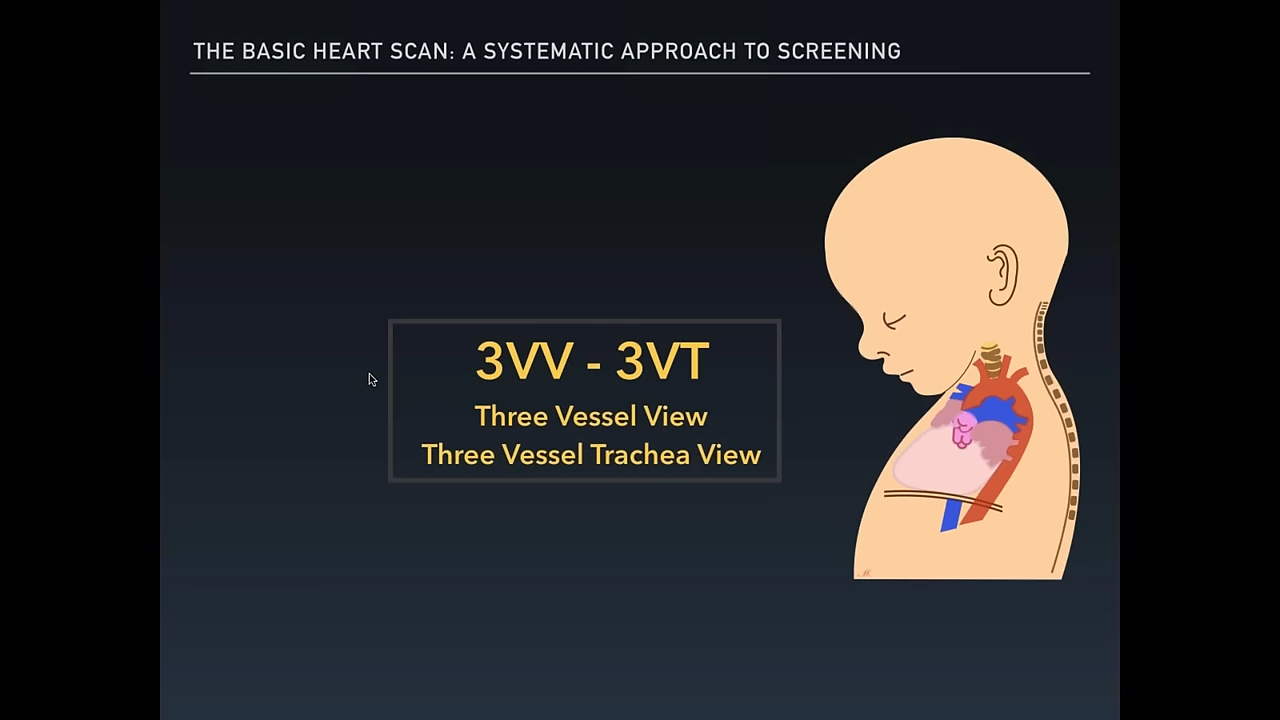 THE BASIC HEART SCAN: A SYSTEMATIC APPROACH TO SCREENING
3VV - 3VT
Three Vessel View
Three Vessel Trachea View